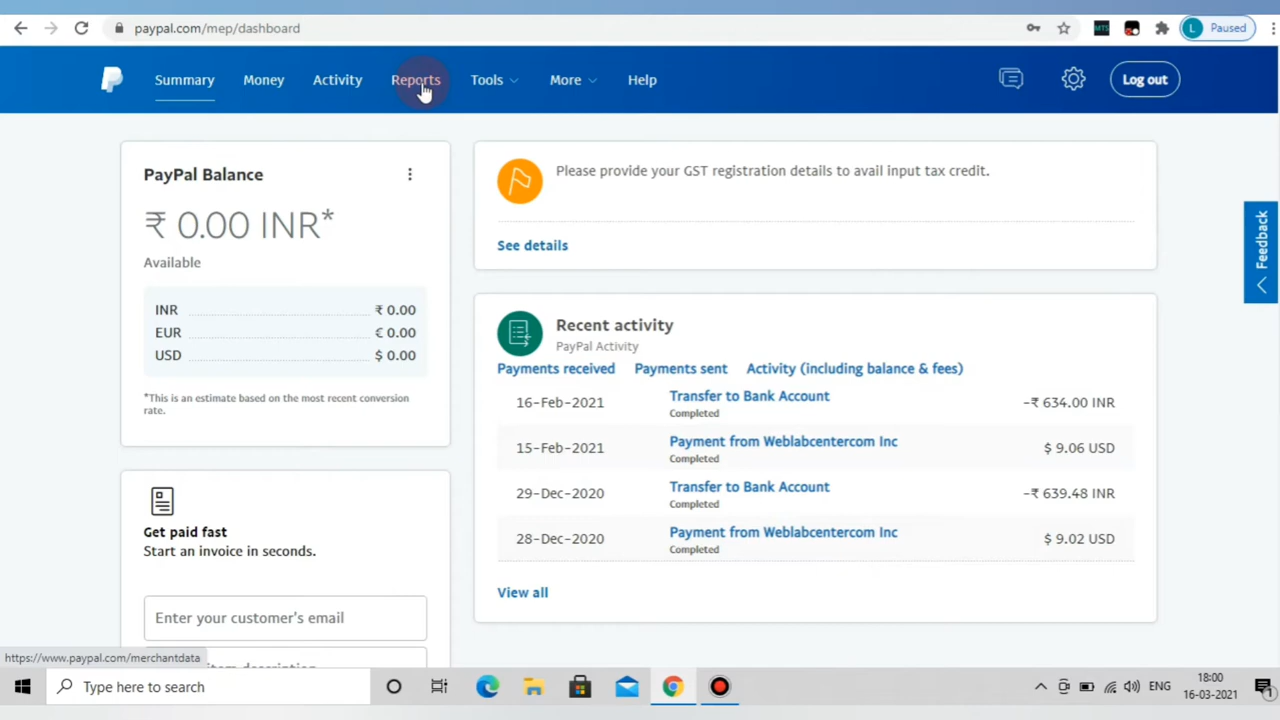 paypal.com/mep/dashboard
MTS
L Paused
Summary Money Activity Reports Tools More Help
Log out
PayPal Balance
₹ 0.00 INR*
Available
INR ₹ 0.00
EUR € 0.00
USD $ 0.00
*This is an estimate based on the most recent conversion
rate.
Get paid fast
Start an invoice in seconds.
Enter your customer's email
item description
Please provide your GST registration details to avail input tax credit.
See details
Recent activity
PayPal Activity
Payments received Payments sent Activity (including balance & fees)
16-Feb-2021 Transfer to Bank Account -₹ 634.00 INR
Completed
15-Feb-2021 Payment from Weblabcentercom Inc $ 9.06 USD
Completed
29-Dec-2020 Transfer to Bank Account -₹ 639.48 INR
Completed
28-Dec-2020 Payment from Weblabcentercom Inc $ 9.02 USD
Completed
View all
Feedback
https://www.paypal.com/merchantdata
Type here to search
ENG
18:00
16-03-2021
1